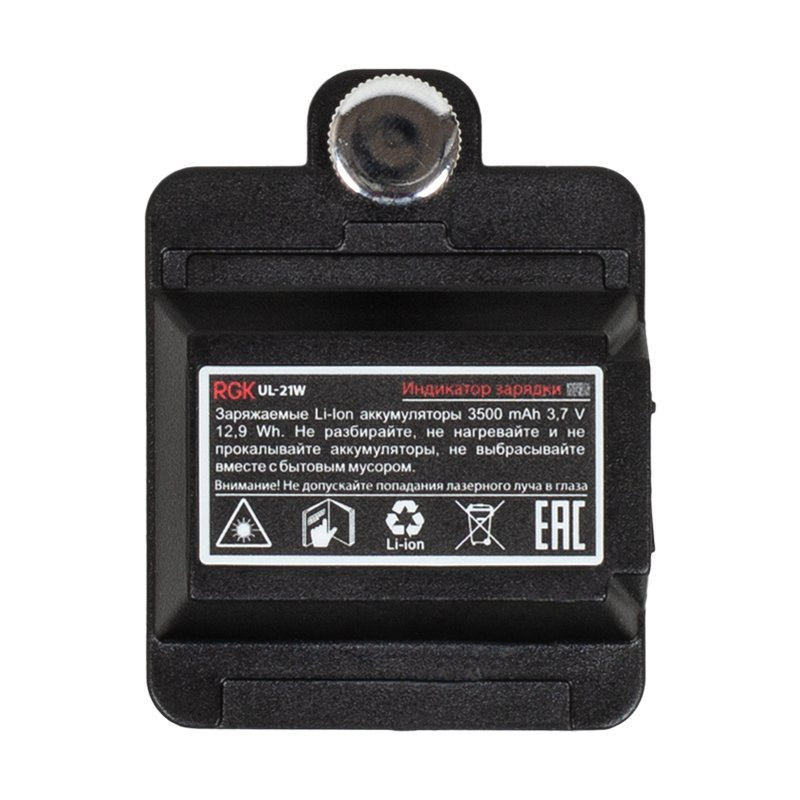 RGK UL-21W Индикатор зарядки
Заряжаемые Li-Ion аккумуляторы 3500 mAh 3,7 V
12,9 Wh. Не разбирайте, не нагревайте и не
прокалывайте аккумуляторы, не выбрасывайте
вместе с бытовым мусором.
Внимание! Не допускайте попадания лазерного луча в глаза
Li-ion
EAC